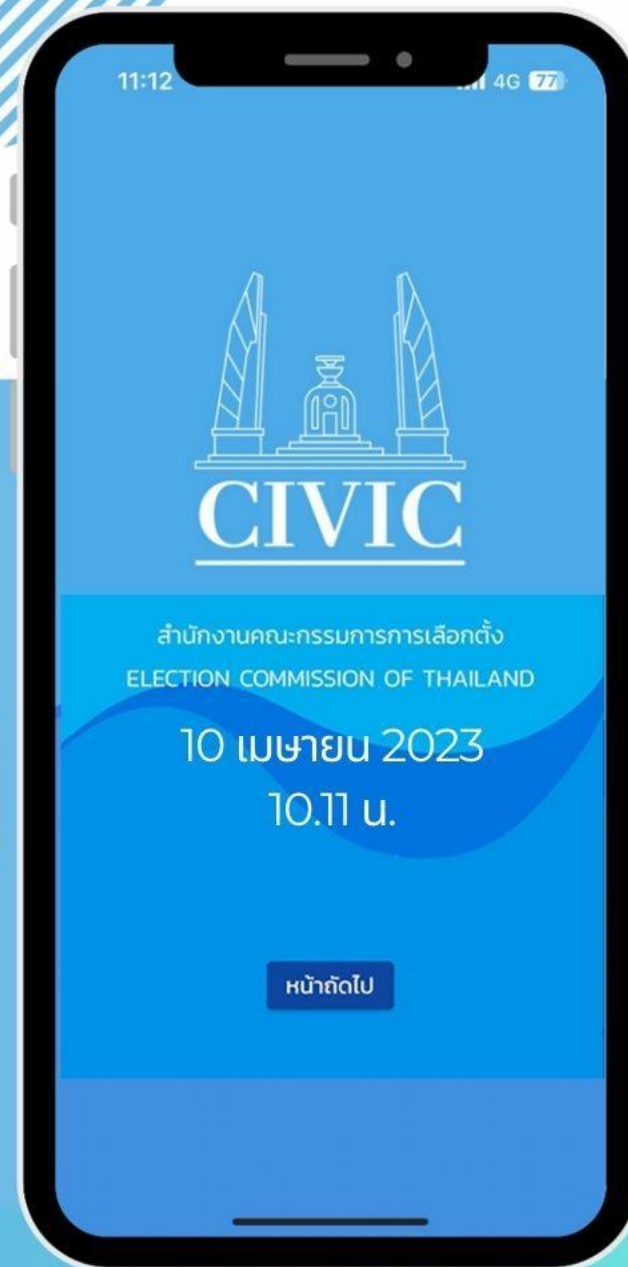 11:12 4G 77
CIVIC
สำนักงานคณะกรรมการการเลือกตั้ง
ELECTION COMMISSION OF THAILAND
10 เมษายน 2023
10.11 น.
หน้าถัดไป